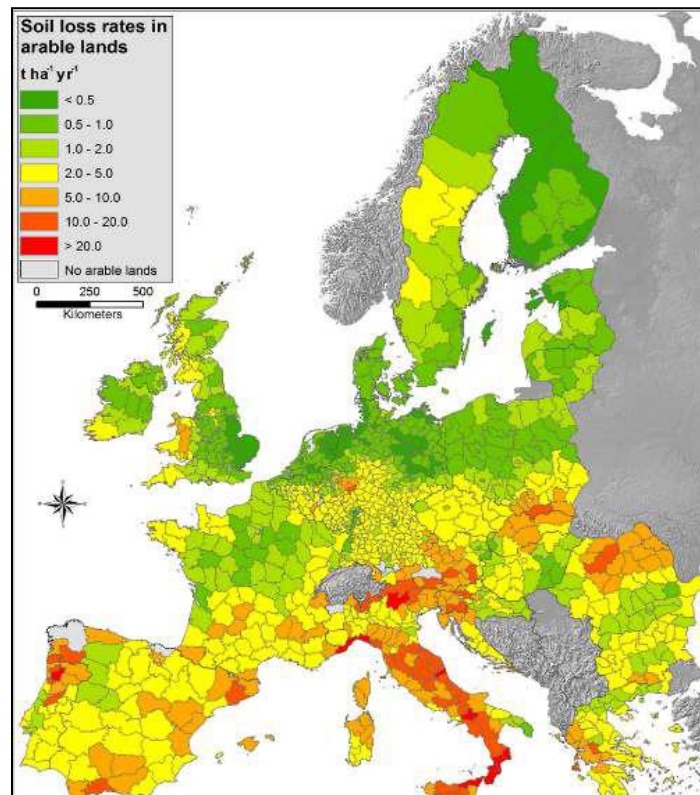 Soil loss rates in
arable lands
t ha⁻¹ yr⁻¹
< 0.5
0.5 - 1.0
1.0 - 2.0
2.0 - 5.0
5.0 - 10.0
10.0 - 20.0
> 20.0
No arable lands
0 250 500
Kilometers